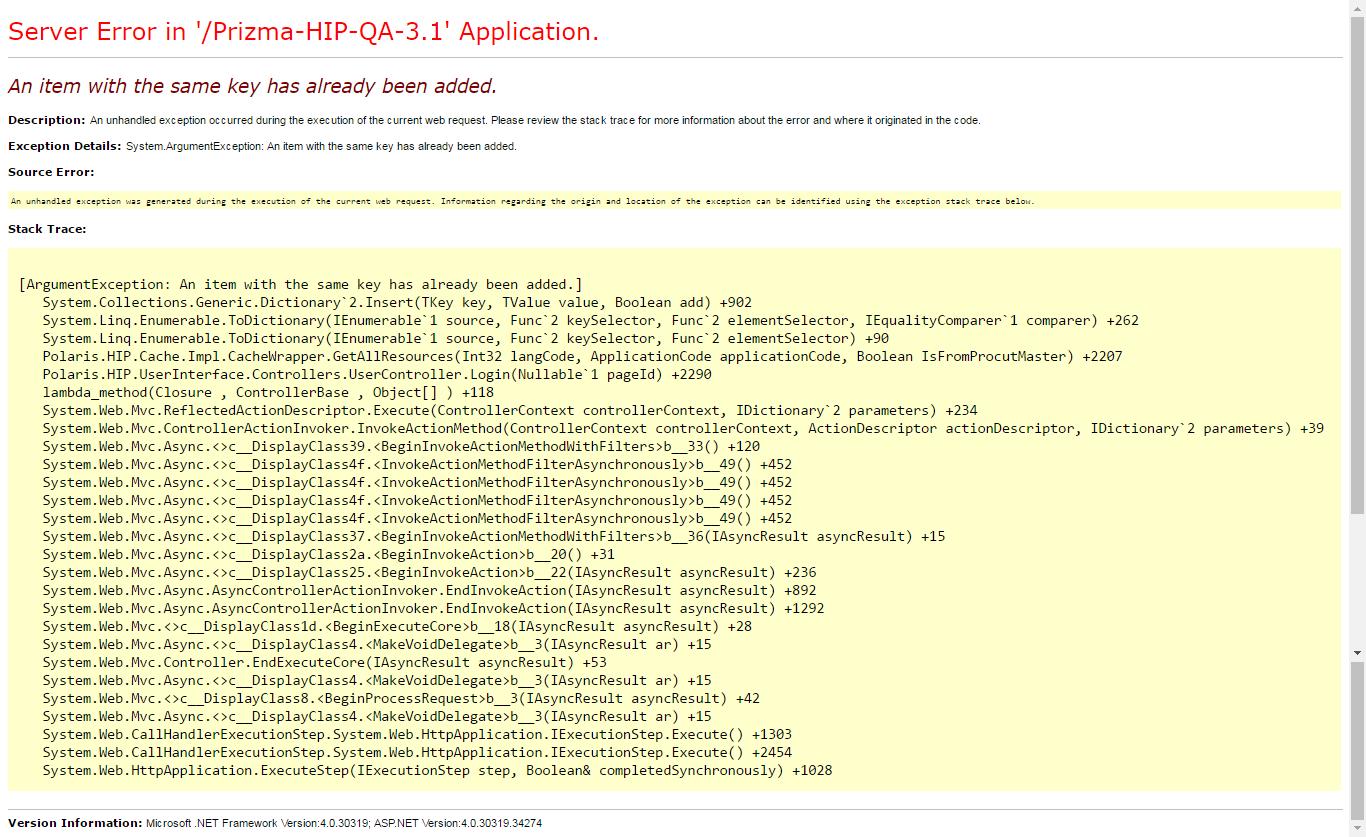 Server Error in '/Prizma-HIP-QA-3.1' Application.
An item with the same key has already been added.
Description: An unhandled exception occurred during the execution of the current web request. Please review the stack trace for more information about the error and where it originated in the code.
Exception Details: System.ArgumentException: An item with the same key has already been added.
Source Error:
An unhandled exception was generated during the execution of the current web request. Information regarding the origin and location of the exception can be identified using the exception stack trace below.
Stack Trace:
[ArgumentException: An item with the same key has already been added.]
System.Collections.Generic.Dictionary`2.Insert(TKey key, TValue value, Boolean add) +902
System.Linq.Enumerable.ToDictionary(IEnumerable`1 source, Func`2 keySelector, Func`2 elementSelector, IEqualityComparer`1 comparer) +262
System.Linq.Enumerable.ToDictionary(IEnumerable`1 source, Func`2 keySelector, Func`2 elementSelector) +90
Polaris.HIP.Cache.Impl.CacheWrapper.GetAllResources(Int32 langCode, ApplicationCode applicationCode, Boolean IsFromProcutMaster) +2207
Polaris.HIP.UserInterface.Controllers.UserController.Login(Nullable`1 pageId) +2290
lambda_method(Closure , ControllerBase , Object[] ) +118
System.Web.Mvc.ReflectedActionDescriptor.Execute(ControllerContext controllerContext, IDictionary`2 parameters) +234
System.Web.Mvc.ControllerActionInvoker.InvokeActionMethod(ControllerContext controllerContext, ActionDescriptor actionDescriptor, IDictionary`2 parameters) +39
System.Web.Mvc.Async.<>c__DisplayClass39.<BeginInvokeActionMethodWithFilters>b__33() +120
System.Web.Mvc.Async.<>c__DisplayClass4f.<InvokeActionMethodFilterAsynchronously>b__49() +452
System.Web.Mvc.Async.<>c__DisplayClass4f.<InvokeActionMethodFilterAsynchronously>b__49() +452
System.Web.Mvc.Async.<>c__DisplayClass4f.<InvokeActionMethodFilterAsynchronously>b__49() +452
System.Web.Mvc.Async.<>c__DisplayClass4f.<InvokeActionMethodFilterAsynchronously>b__49() +452
System.Web.Mvc.Async.<>c__DisplayClass37.<BeginInvokeActionMethodWithFilters>b__36(IAsyncResult asyncResult) +15
System.Web.Mvc.Async.<>c__DisplayClass2a.<BeginInvokeAction>b__20() +31
System.Web.Mvc.Async.<>c__DisplayClass25.<BeginInvokeAction>b__22(IAsyncResult asyncResult) +236
System.Web.Mvc.Async.AsyncControllerActionInvoker.EndInvokeAction(IAsyncResult asyncResult) +892
System.Web.Mvc.Async.AsyncControllerActionInvoker.EndInvokeAction(IAsyncResult asyncResult) +1292
System.Web.Mvc.<>c__DisplayClass1d.<BeginExecuteCore>b__18(IAsyncResult asyncResult) +28
System.Web.Mvc.Async.<>c__DisplayClass4.<MakeVoidDelegate>b__3(IAsyncResult ar) +15
System.Web.Mvc.Controller.EndExecuteCore(IAsyncResult asyncResult) +53
System.Web.Mvc.Async.<>c__DisplayClass4.<MakeVoidDelegate>b__3(IAsyncResult ar) +15
System.Web.Mvc.<>c__DisplayClass8.<BeginProcessRequest>b__3(IAsyncResult asyncResult) +42
System.Web.Mvc.Async.<>c__DisplayClass4.<MakeVoidDelegate>b__3(IAsyncResult ar) +15
System.Web.CallHandlerExecutionStep.System.Web.HttpApplication.IExecutionStep.Execute() +1303
System.Web.CallHandlerExecutionStep.System.Web.HttpApplication.IExecutionStep.Execute() +2454
System.Web.HttpApplication.ExecuteStep(IExecutionStep step, Boolean& completedSynchronously) +1028
Version Information: Microsoft .NET Framework Version:4.0.30319; ASP.NET Version:4.0.30319.34274